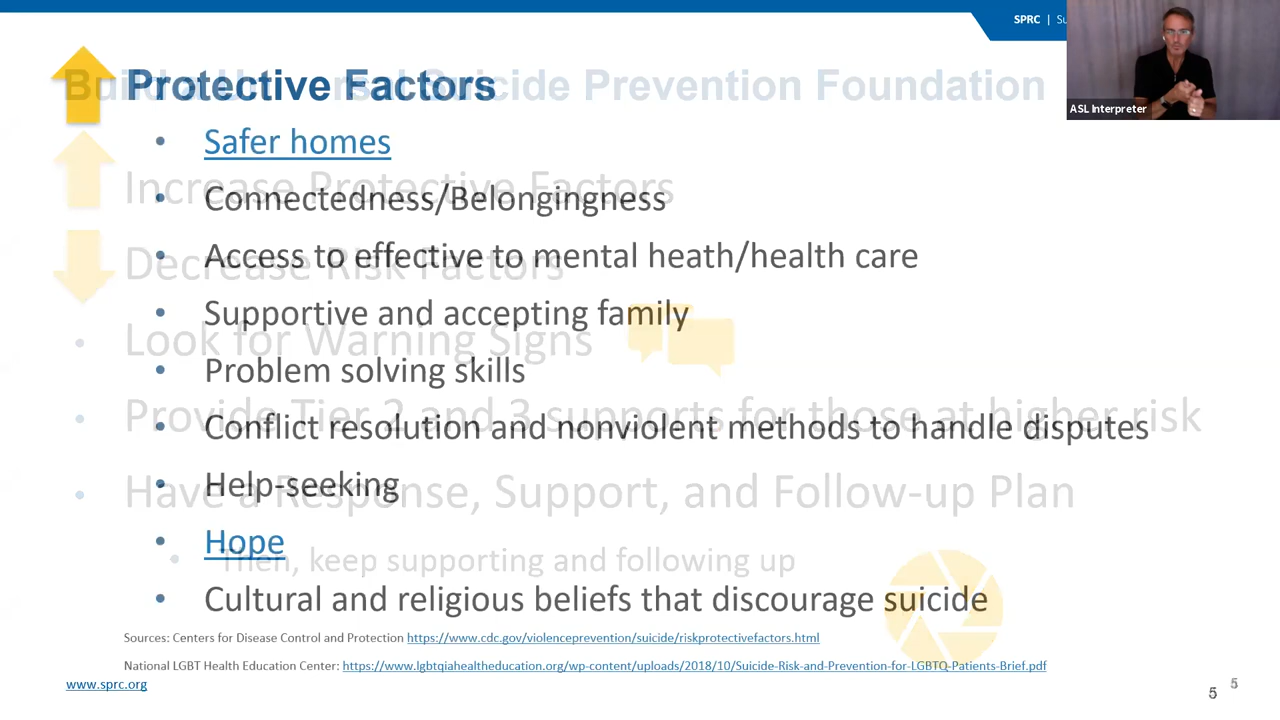 SPRC | Su
ASL Interpreter
Protective Factors
• Safer homes
• Connectedness/Belongingness
• Access to effective to mental heath/health care
• Supportive and accepting family
• Problem solving skills
• Conflict resolution and nonviolent methods to handle disputes
• Help-seeking
• Hope
• Cultural and religious beliefs that discourage suicide
Sources: Centers for Disease Control and Protection https://www.cdc.gov/violenceprevention/suicide/riskprotectivefactors.html
National LGBT Health Education Center: https://www.lgbtqiahealtheducation.org/wp-content/uploads/2018/10/Suicide-Risk-and-Prevention-for-LGBTQ-Patients-Brief.pdf
www.sprc.org
5
Suicide Prevention Foundation
Increase Protective Factors
Decrease Risk Factors
• Look for Warning Signs
• Provide Tier 2 and 3 supports for those at higher risk
• Have a Response, Support, and Follow-up Plan
• Then, keep supporting and following up
5